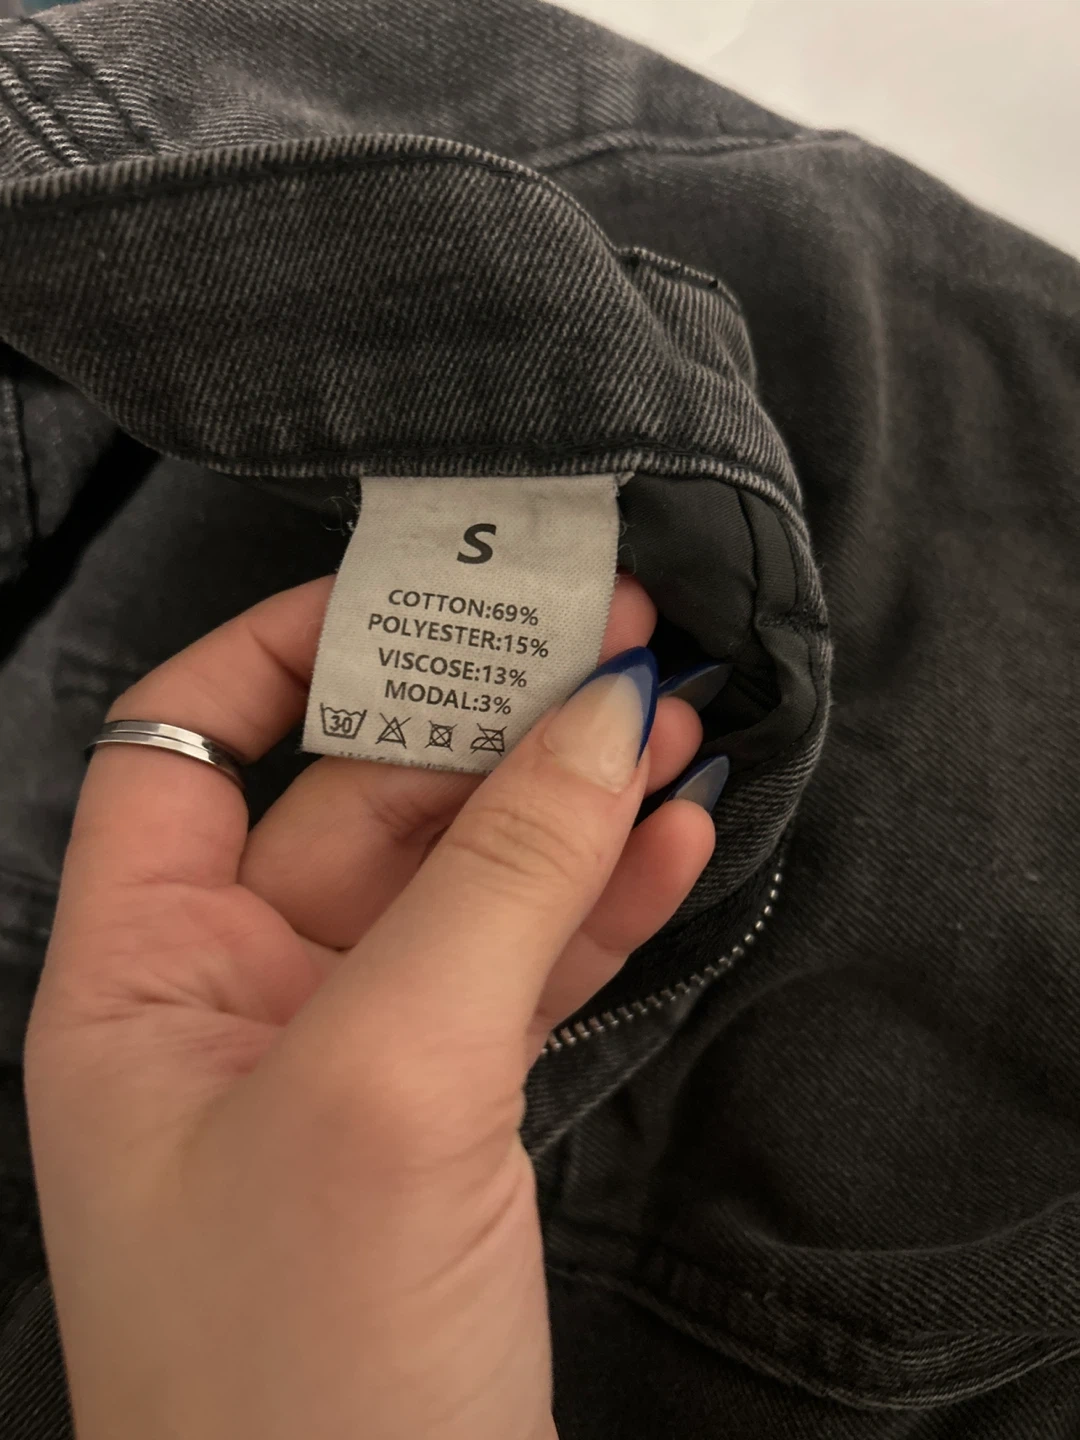 S
COTTON:69%
POLYESTER:15%
VISCOSE:13%
MODAL:3%
30